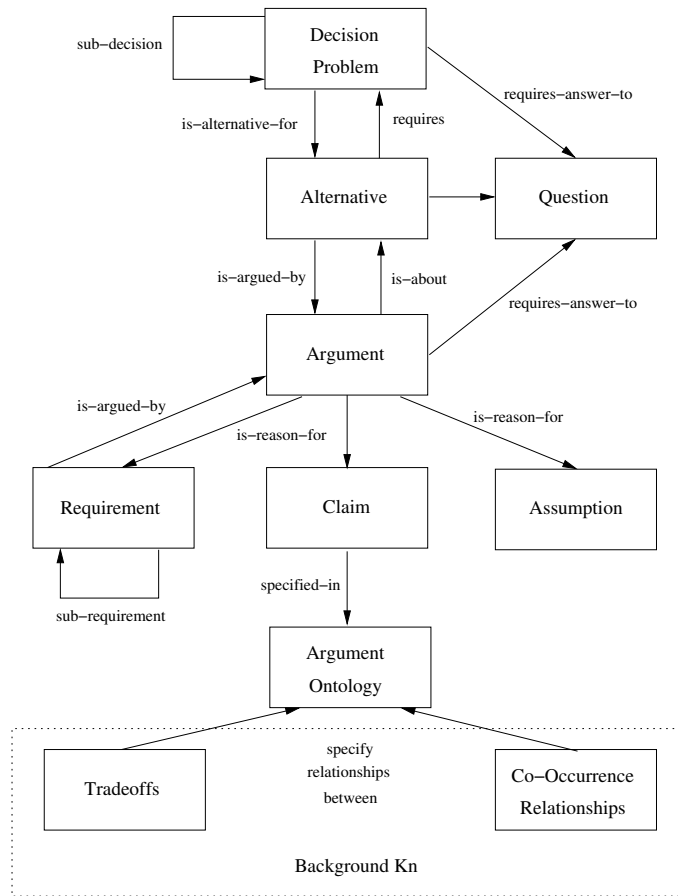 Decision
Problem
sub−decision
requires−answer−to
is−alternative−for
requires
Alternative
Question
is−argued−by
is−about
requires−answer−to
Argument
is−argued−by
is−reason−for
is−reason−for
Requirement
Claim
Assumption
specified−in
sub−requirement
Argument
Ontology
specify
relationships
between
Tradeoffs
Co−Occurrence
Relationships
Background Kn